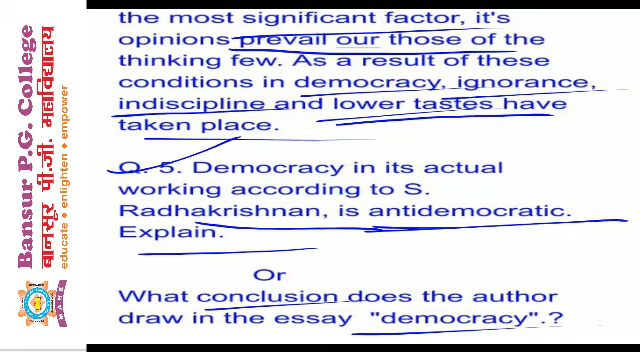 Bansur P.G. College
बानसूर पी.जी. महाविद्यालय
educate • enlighten • empower
the most significant factor, it's
opinions prevail our those of the
thinking few. As a result of these
conditions in democracy, ignorance,
indiscipline and lower tastes have
taken place.
Q. 5. Democracy in its actual
working according to S.
Radhakrishnan, is antidemocratic.
Explain.
Or
What conclusion does the author
draw in the essay "democracy".?